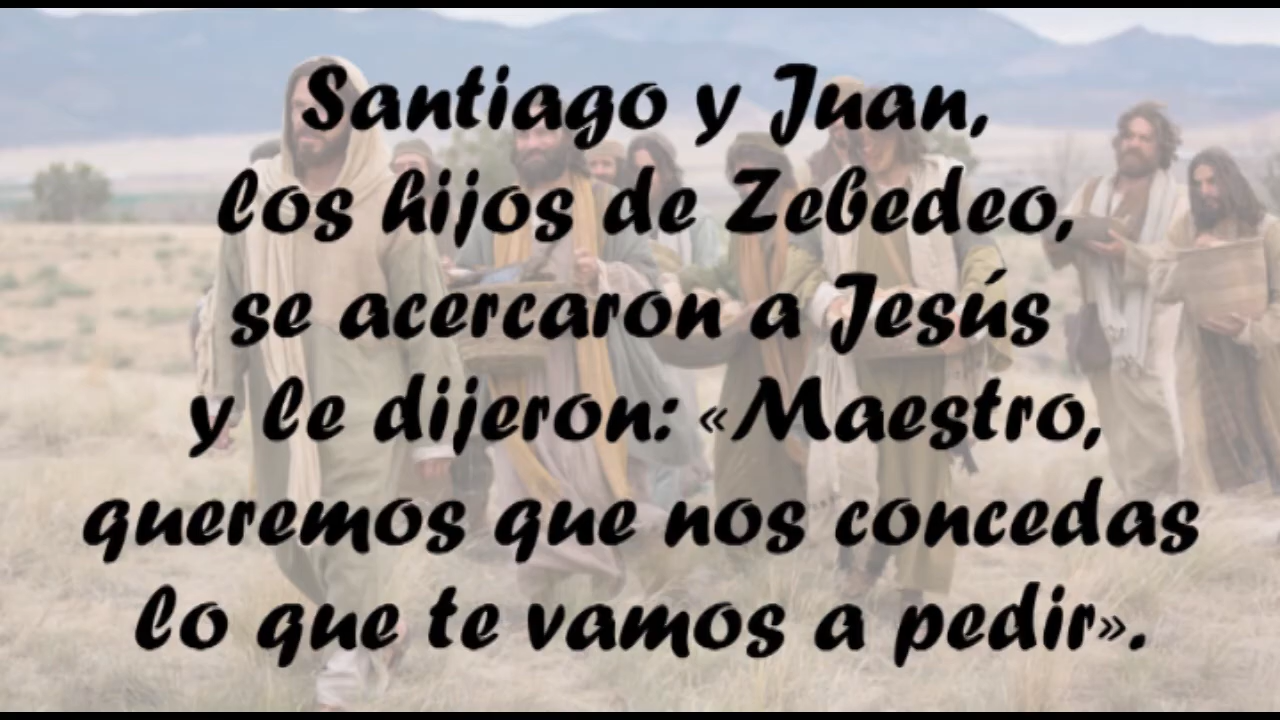 Santiago y Juan,
los hijos de Zebedeo,
se acercaron a Jesús
y le dijeron: «Maestro,
queremos que nos concedas
lo que te vamos a pedir».